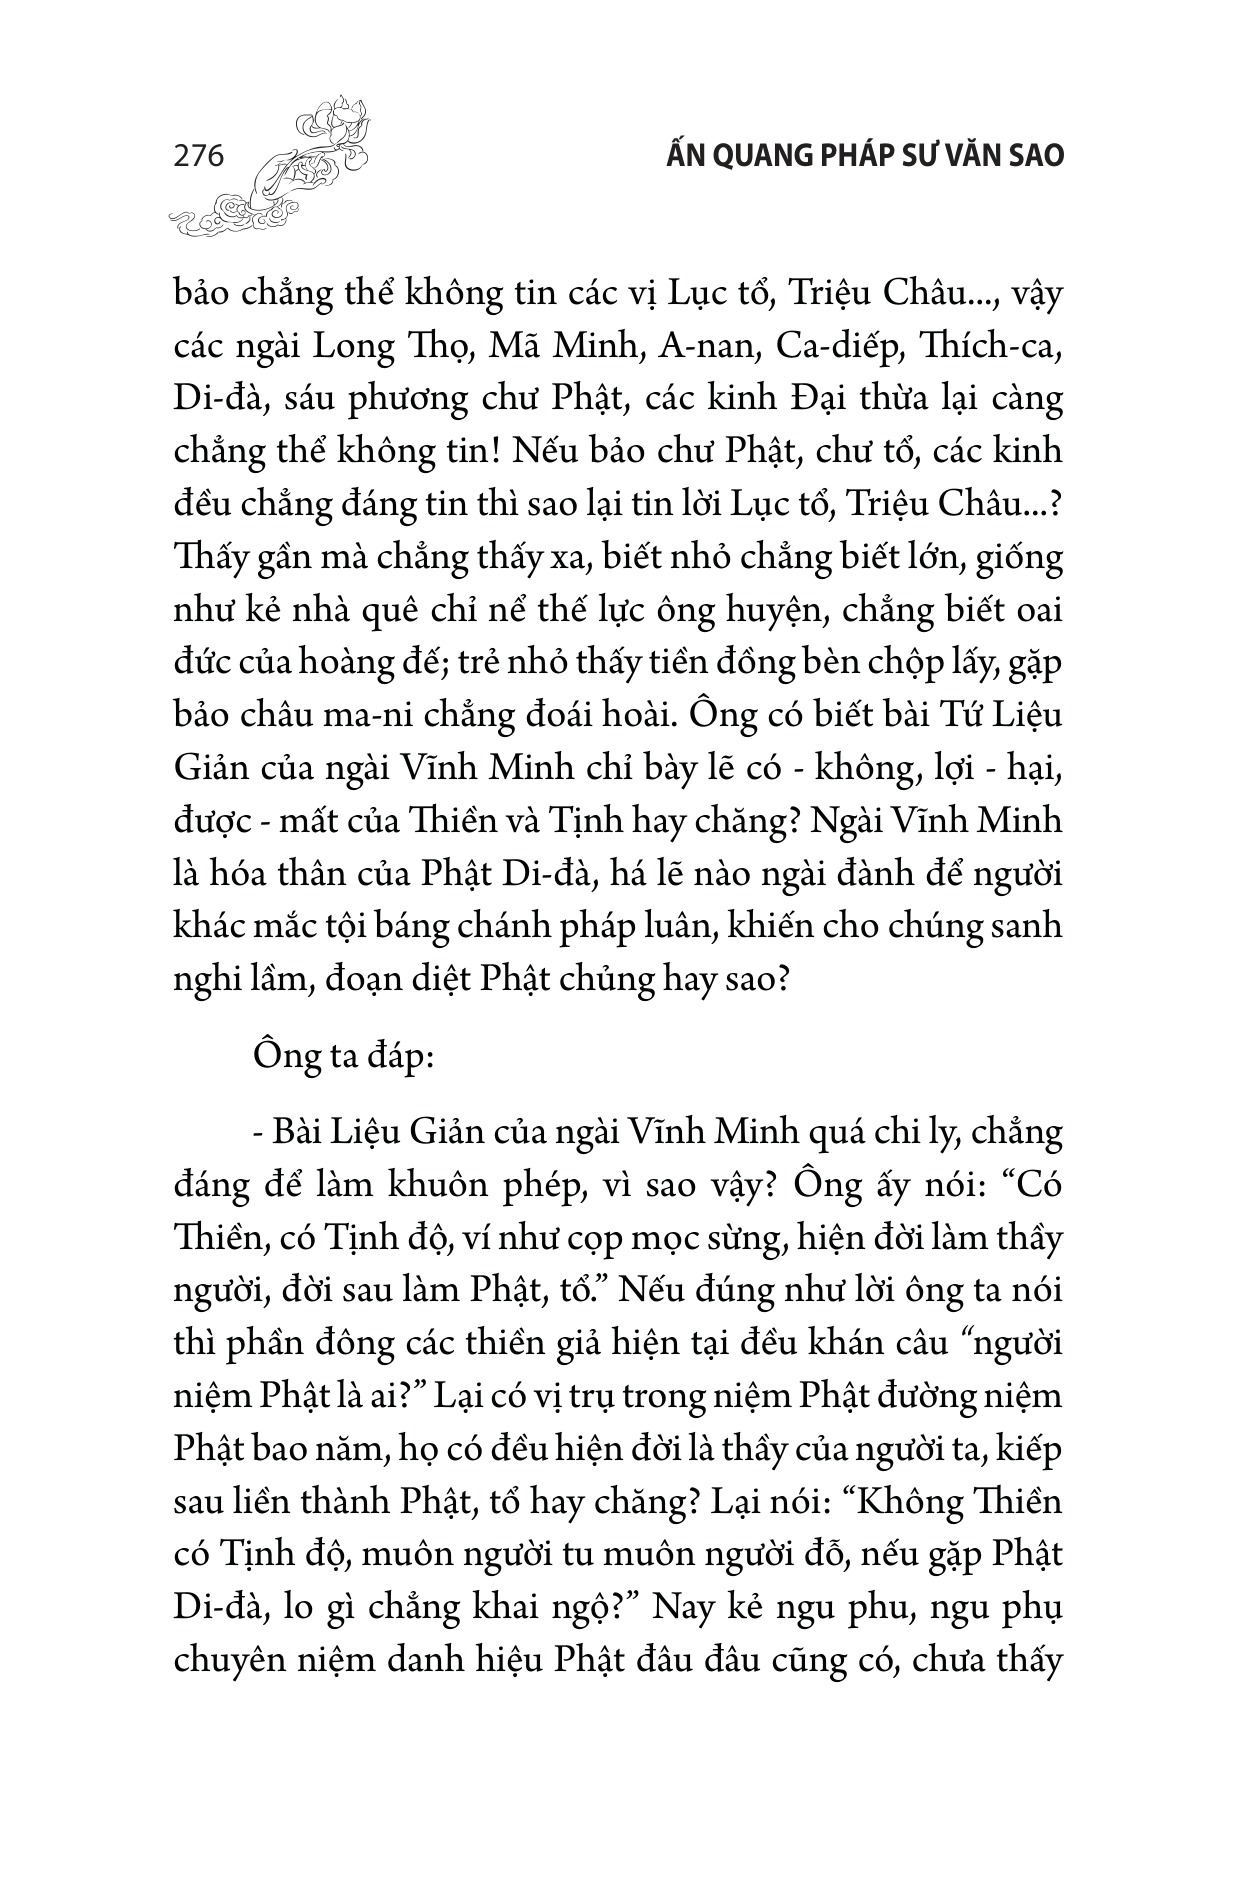 276
ẤN QUANG PHÁP SƯ VĂN SAO
bảo chẳng thể không tin các vị Lục tổ, Triệu Châu..., vậy
các ngài Long Thọ, Mã Minh, A-nan, Ca-diếp, Thích-ca,
Di-đà, sáu phương chư Phật, các kinh Đại thừa lại càng
chẳng thể không tin! Nếu bảo chư Phật, chư tổ, các kinh
đều chẳng đáng tin thì sao lại tin lời Lục tổ, Triệu Châu...?
Thấy gần mà chẳng thấy xa, biết nhỏ chẳng biết lớn, giống
như kẻ nhà quê chỉ nể thế lực ông huyện, chẳng biết oai
đức của hoàng đế; trẻ nhỏ thấy tiền đồng bèn chộp lấy, gặp
bảo châu ma-ni chẳng đoái hoài. Ông có biết bài Tứ Liệu
Giản của ngài Vĩnh Minh chỉ bày lẽ có - không, lợi - hại,
được - mất của Thiền và Tịnh hay chăng? Ngài Vĩnh Minh
là hóa thân của Phật Di-đà, há lẽ nào ngài đành để người
khác mắc tội báng chánh pháp luân, khiến cho chúng sanh
nghi lầm, đoạn diệt Phật chủng hay sao?
Ông ta đáp:
- Bài Liệu Giản của ngài Vĩnh Minh quá chi ly, chẳng
đáng để làm khuôn phép, vì sao vậy? Ông ấy nói: “Có
Thiền, có Tịnh độ, ví như cọp mọc sừng, hiện đời làm thầy
người, đời sau làm Phật, tổ.” Nếu đúng như lời ông ta nói
thì phần đông các thiền giả hiện tại đều khán câu “người
niệm Phật là ai?” Lại có vị trụ trong niệm Phật đường niệm
Phật bao năm, họ có đều hiện đời là thầy của người ta, kiếp
sau liền thành Phật, tổ hay chăng? Lại nói: “Không Thiền
có Tịnh độ, muôn người tu muôn người đỗ, nếu gặp Phật
Di-đà, lo gì chẳng khai ngộ?” Nay kẻ ngu phu, ngu phụ
chuyên niệm danh hiệu Phật đâu đâu cũng có, chưa thấy